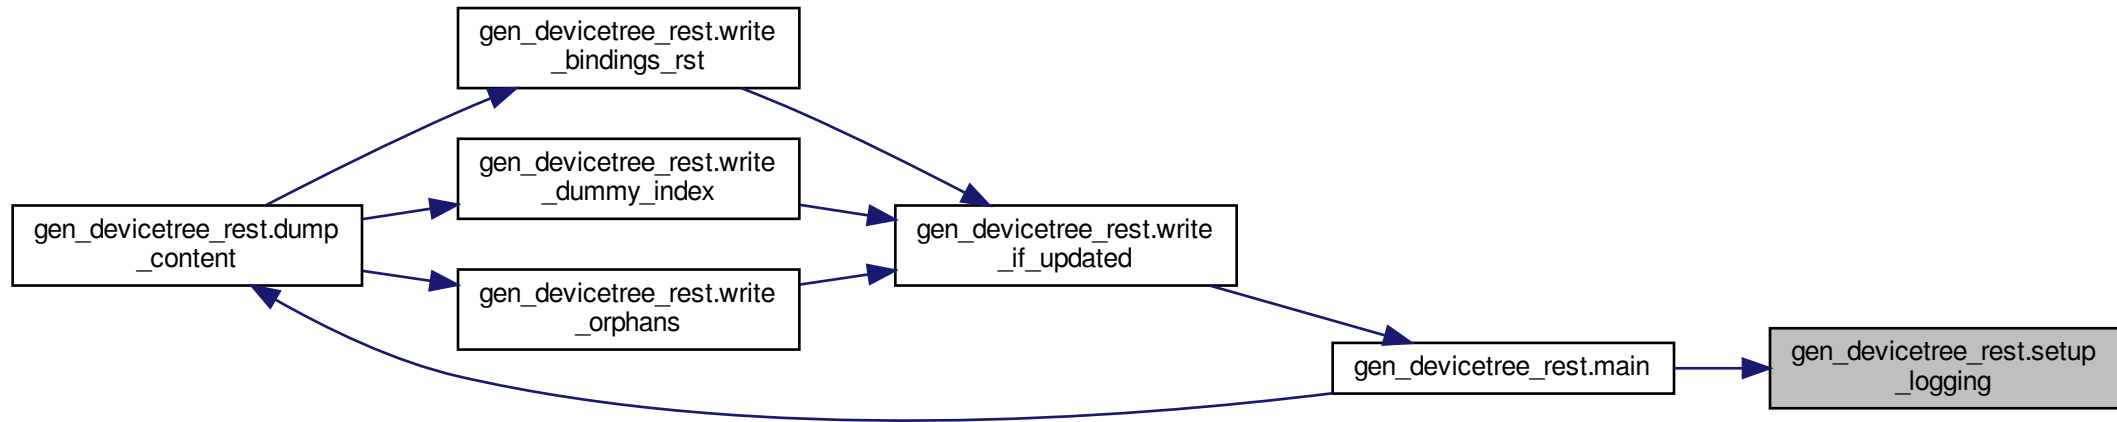 gen_devicetree_rest.write
_bindings_rst
gen_devicetree_rest.write
_dummy_index
gen_devicetree_rest.dump
_content
gen_devicetree_rest.write
_if_updated
gen_devicetree_rest.write
_orphans
gen_devicetree_rest.main
gen_devicetree_rest.setup
_logging